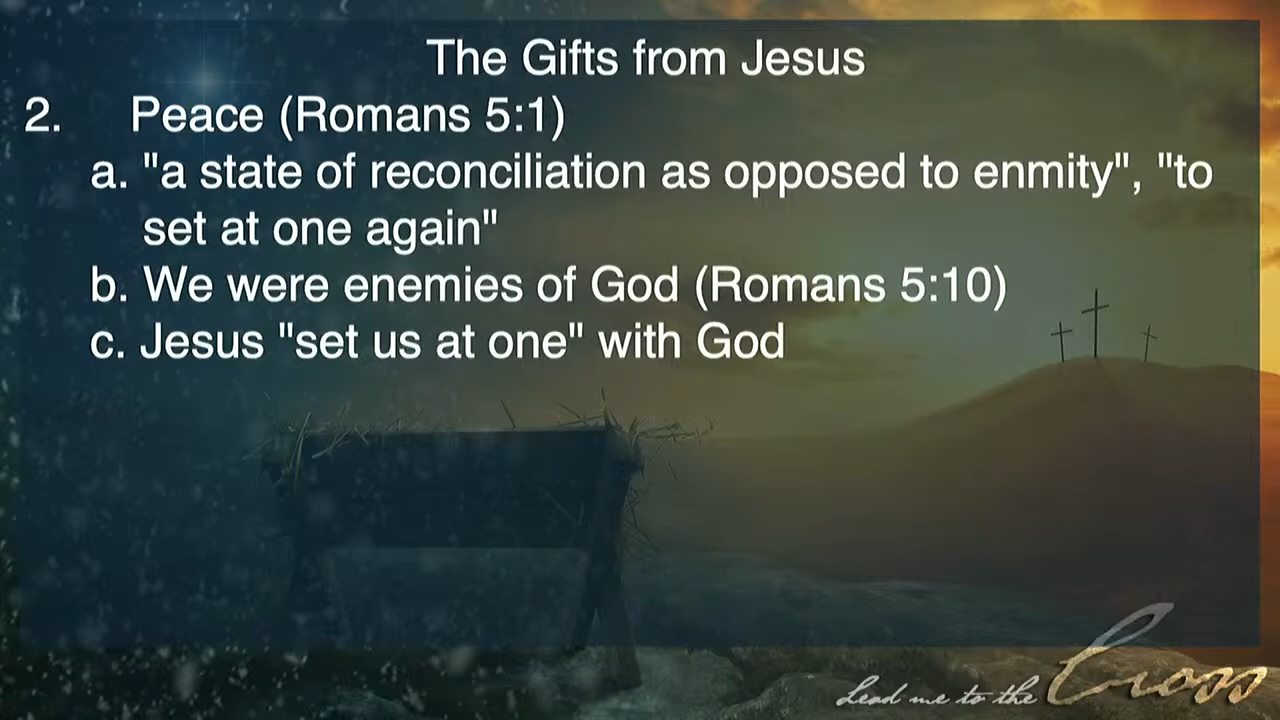 The Gifts from Jesus
2. Peace (Romans 5:1)
a. "a state of reconciliation as opposed to enmity", "to
set at one again"
b. We were enemies of God (Romans 5:10)
c. Jesus "set us at one" with God
Lead me to the Cross